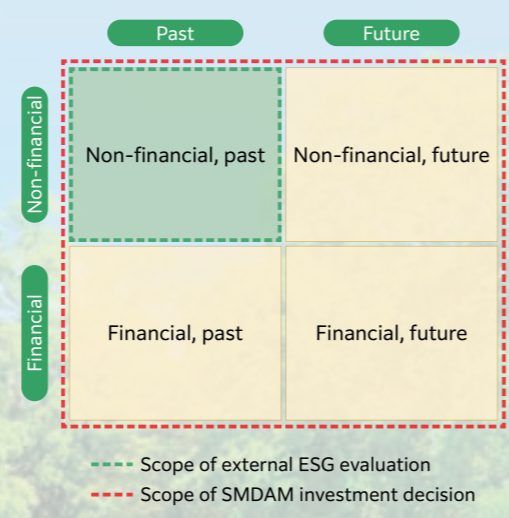 Past
Future
Non-financial
Non-financial, past
Non-financial, future
Financial
Financial, past
Financial, future
Scope of external ESG evaluation
Scope of SMDAM investment decision